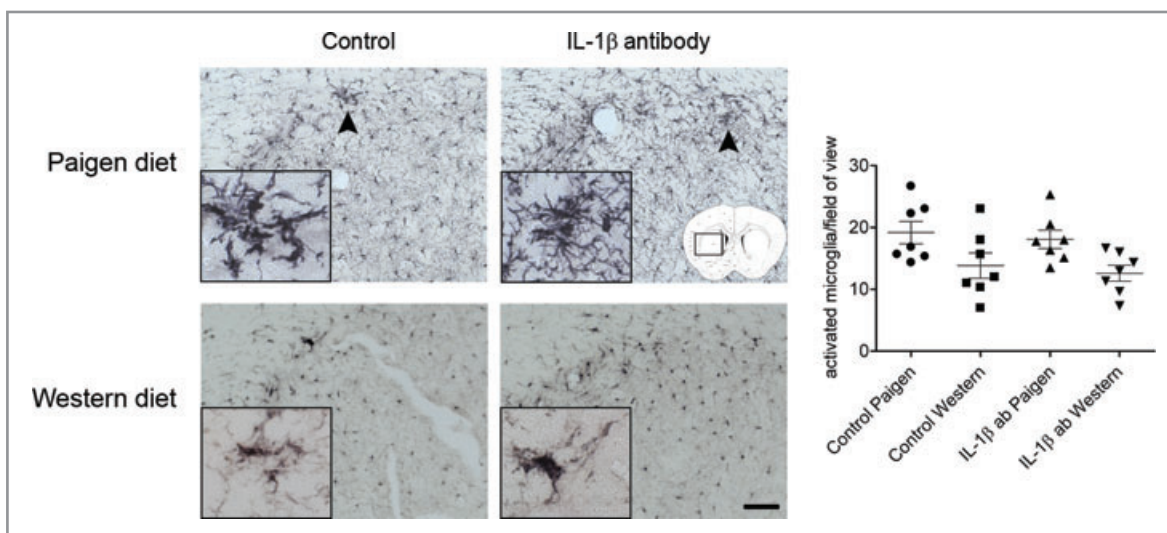 Control
IL-1β antibody
Paigen diet
Western diet
activated microglia/field of view
30
20
10
0
Control Paigen
Control Western
IL-1β ab Paigen
IL-1β ab Western